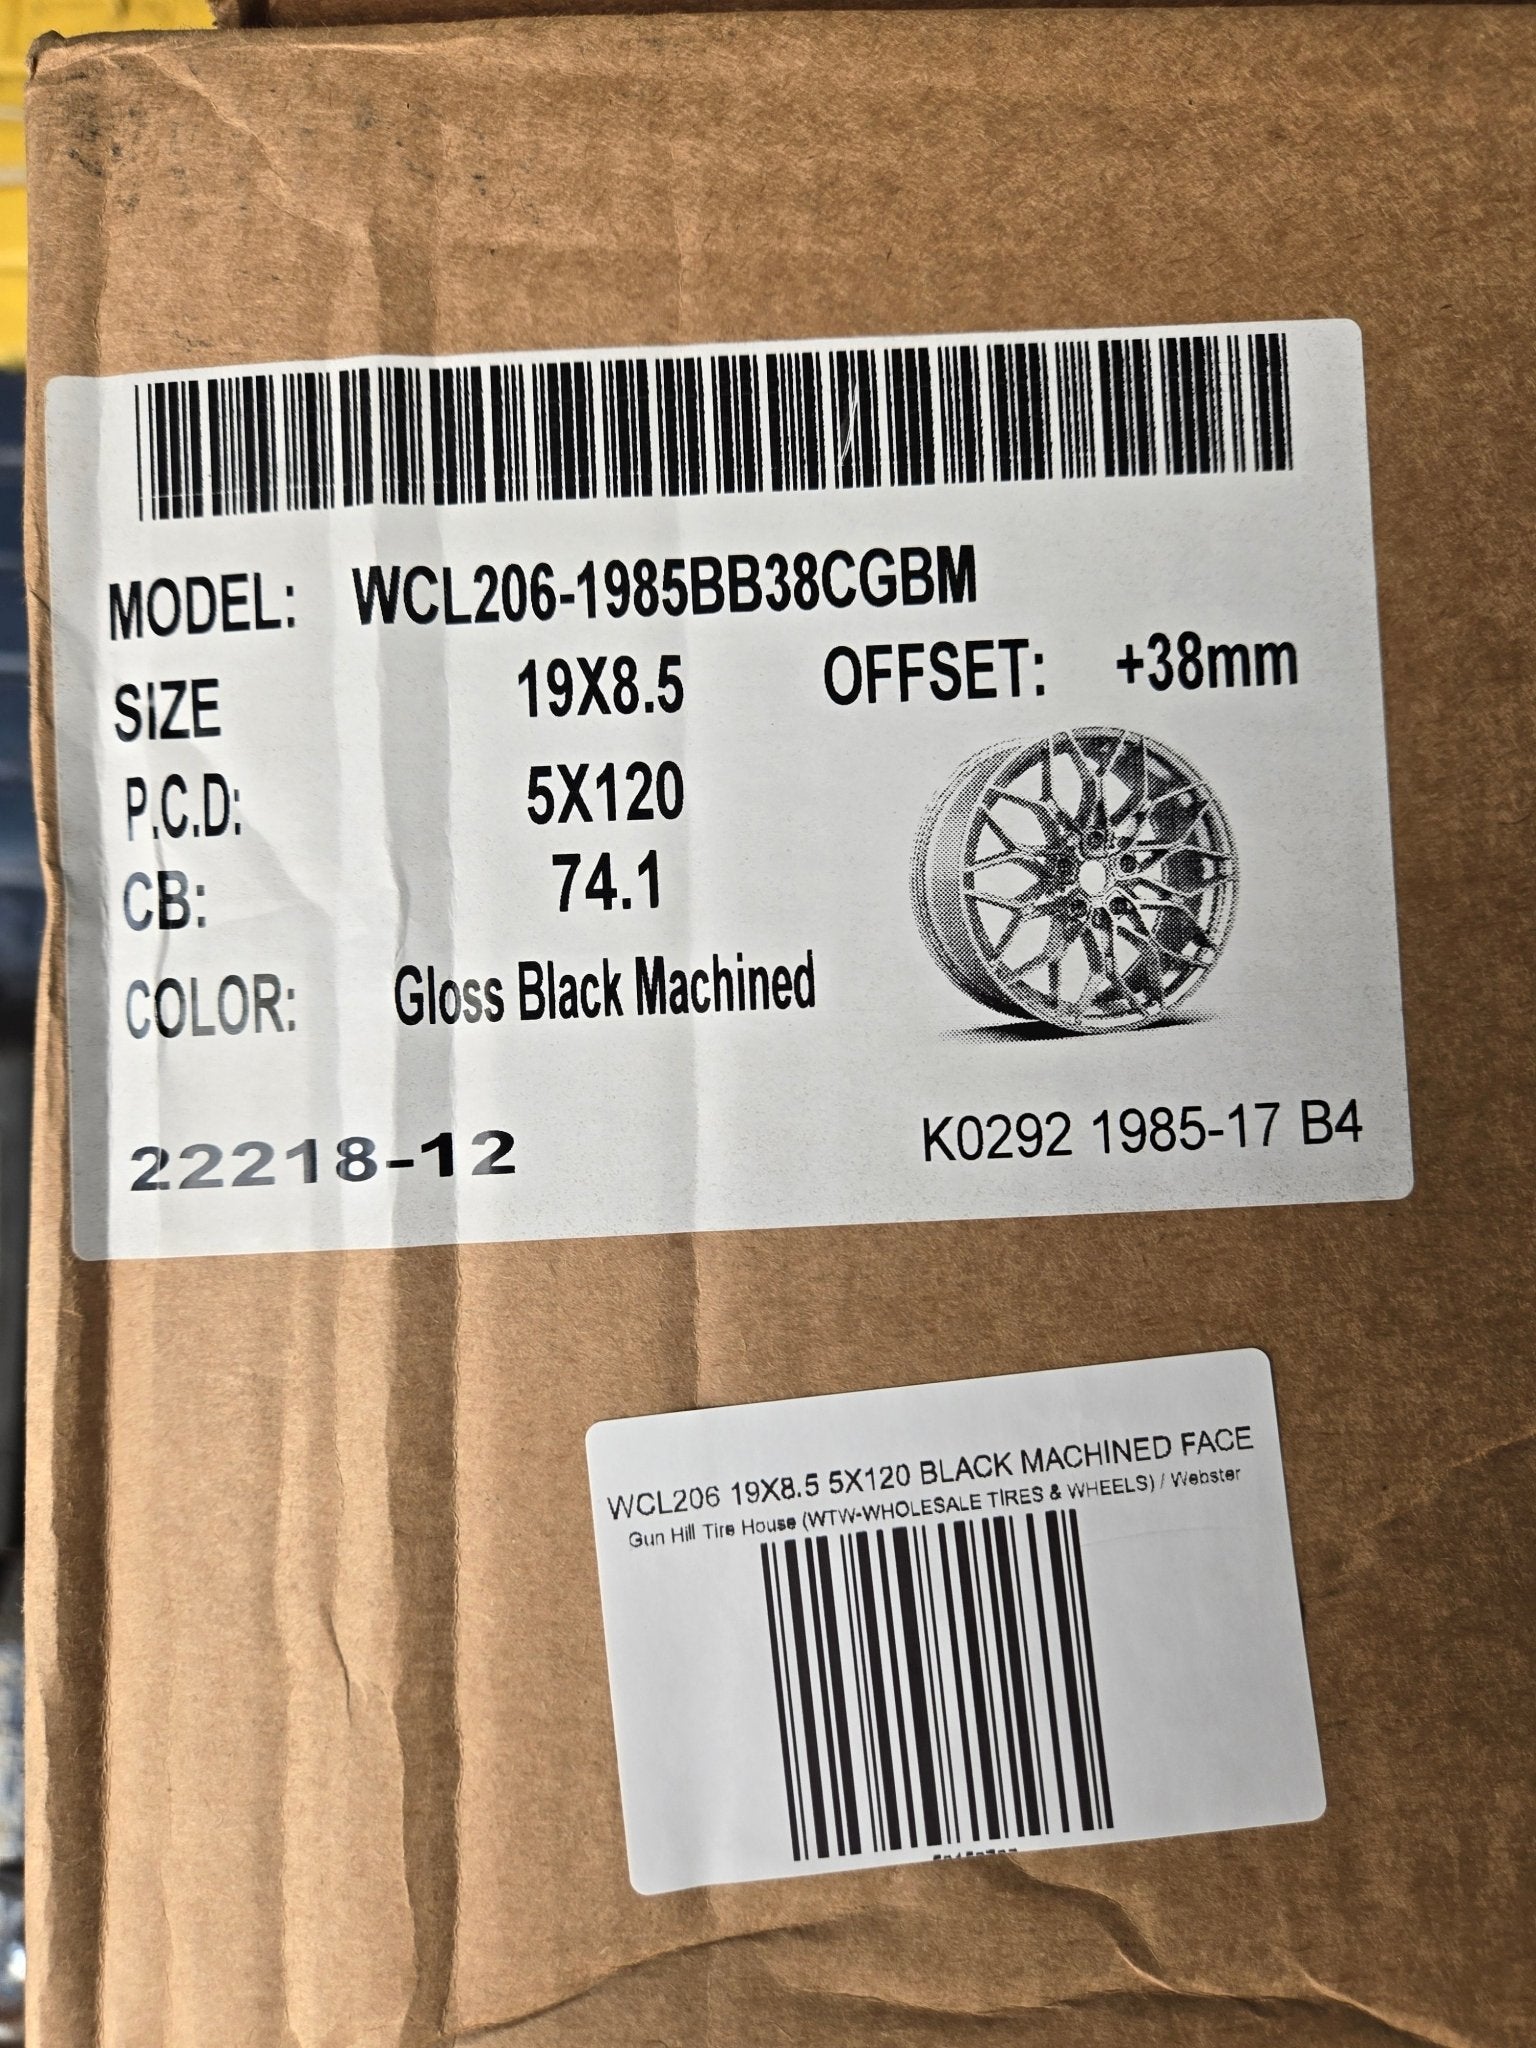 MODEL: WCL206-1985BB38CGBM
SIZE 19X8.5 OFFSET: +38mm
P.C.D: 5X120
CB: 74.1
COLOR: Gloss Black Machined
22218-12 K0292 1985-17 B4
WCL206 19X8.5 5X120 BLACK MACHINED FACE
Gun Hill Tire House (WTW-WHOLESALE TIRES & WHEELS) / Webster